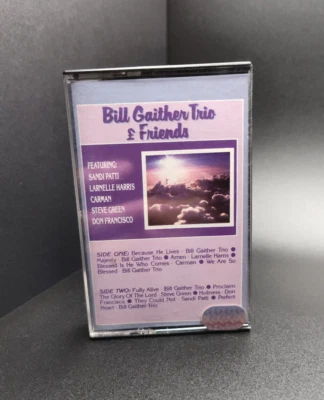 Bill Gaither Trio
& Friends
FEATURING:
SANDI PATTI
LARNELLE HARRIS
CARMAN
STEVE GREEN
DON FRANCISCO
SIDE ONE: Because He Lives · Bill Gaither Trio ●
Majesty · Bill Gaither Trio ● Amen · Larnelle Harris ●
Blessed Is He Who Comes · Carman ● We Are So
Blessed · Bill Gaither Trio
SIDE TWO: Fully Alive · Bill Gaither Trio ● Proclaim
The Glory Of The Lord · Steve Green ● Holiness · Don
Francisco ● They Could Not · Sandi Patti ● Perfect
Heart · Bill Gaither Trio